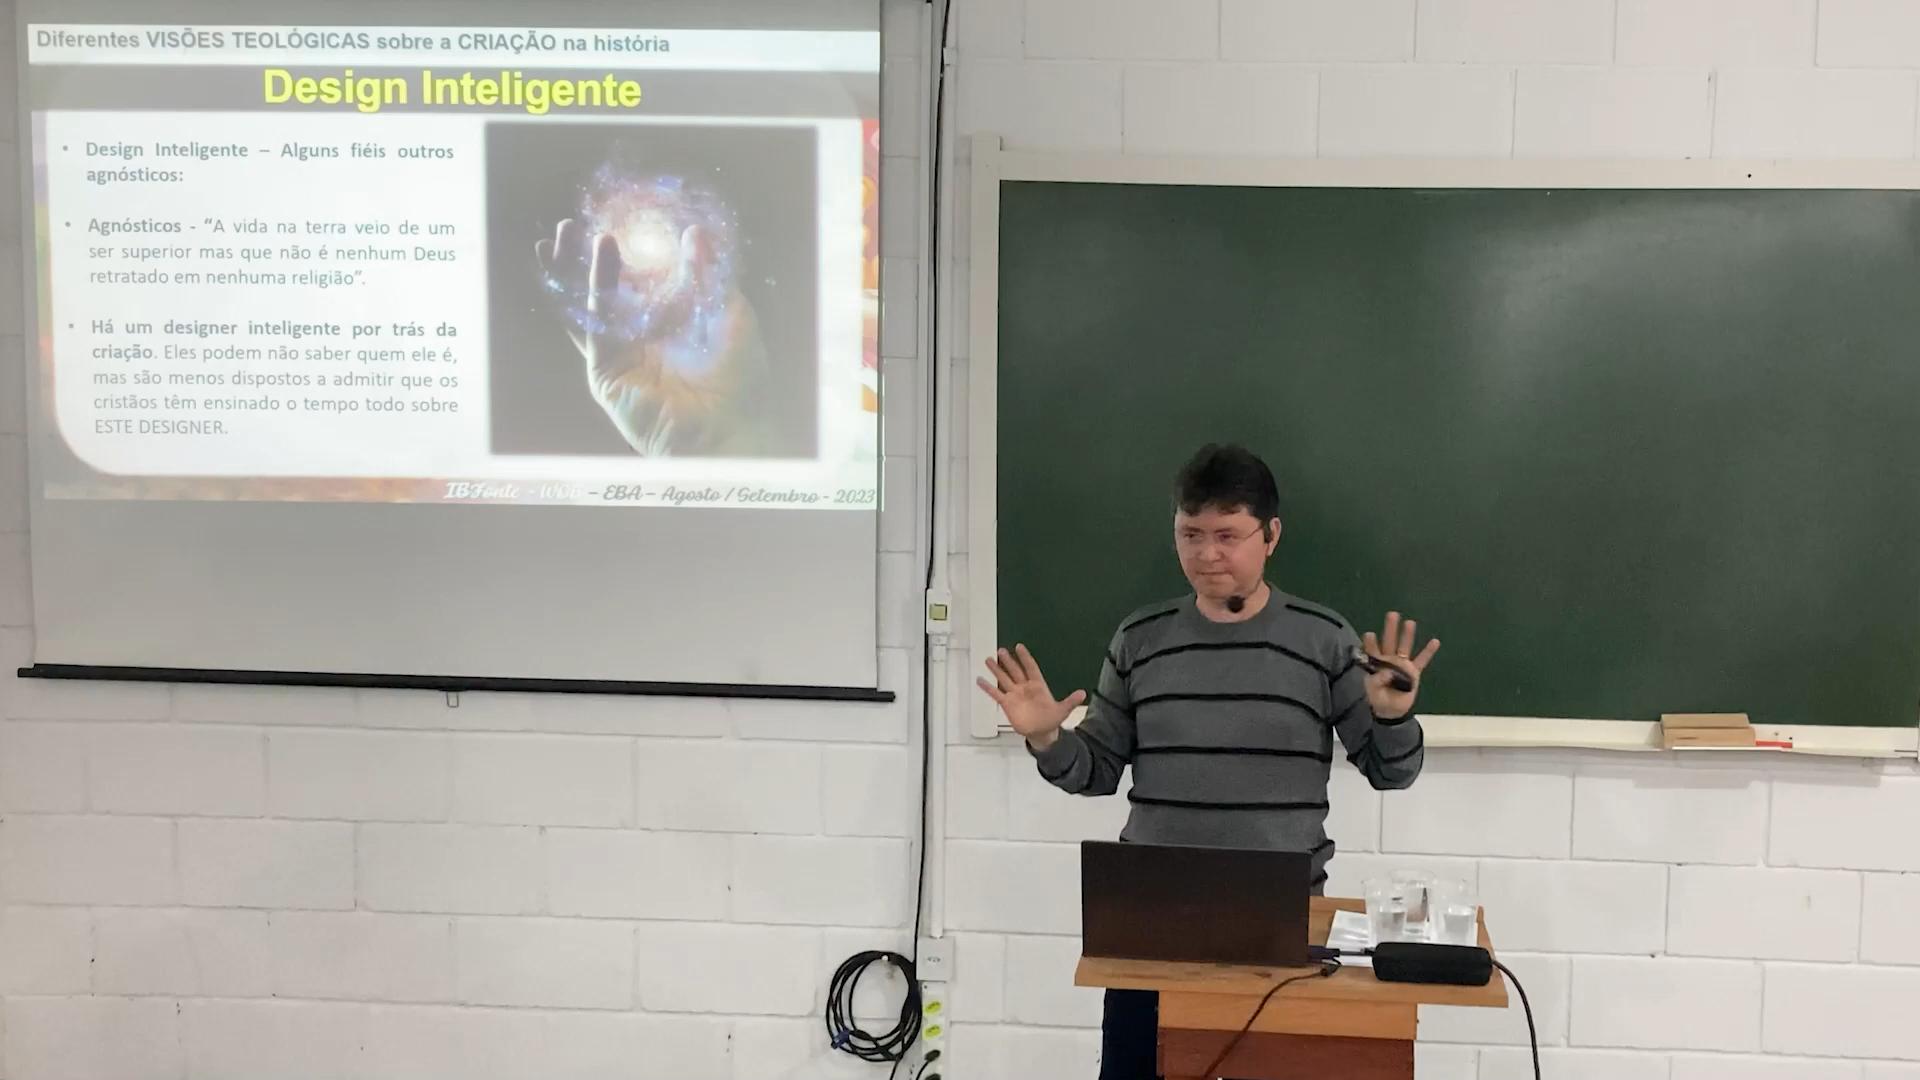 Diferentes VISÕES TEOLÓGICAS sobre a CRIAÇÃO na história
Design Inteligente
• Design Inteligente – Alguns fiéis outros
agnósticos:
• Agnósticos - “A vida na terra veio de um
ser superior mas que não é nenhum Deus
retratado em nenhuma religião”.
• Há um designer inteligente por trás da
criação. Eles podem não saber quem ele é,
mas são menos dispostos a admitir que os
cristãos têm ensinado o tempo todo sobre
ESTE DESIGNER.
IBFonte - – EBA – Agosto / Setembro - 2023